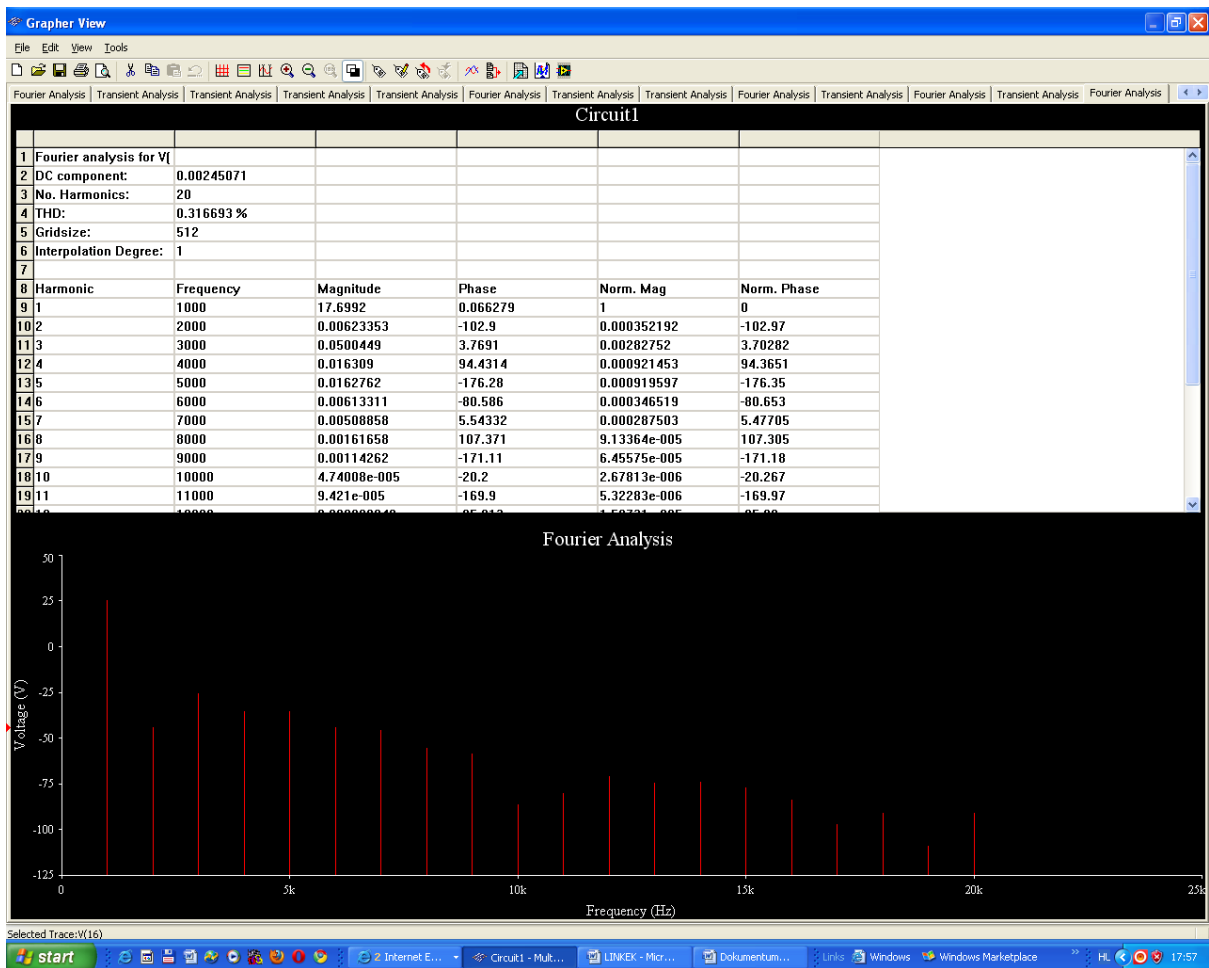 Grapher View
File Edit View Tools
Fourier Analysis Transient Analysis Transient Analysis Transient Analysis Transient Analysis Fourier Analysis Transient Analysis Transient Analysis Fourier Analysis Transient Analysis Fourier Analysis Transient Analysis Fourier Analysis
Circuit1
1 Fourier analysis for V(
2 DC component: 0.00245071
3 No. Harmonics: 20
4 THD: 0.316693 %
5 Gridsize: 512
6 Interpolation Degree: 1
7
8 Harmonic Frequency Magnitude Phase Norm. Mag Norm. Phase
9 1 1000 17.6992 0.066279 1 0
10 2 2000 0.00623353 -102.9 0.000352192 -102.97
11 3 3000 0.0500449 3.7691 0.00282752 3.70282
12 4 4000 0.016309 94.4314 0.000921453 94.3651
13 5 5000 0.0162762 -176.28 0.000919597 -176.35
14 6 6000 0.00613311 -80.586 0.000346519 -80.653
15 7 7000 0.00508858 5.54332 0.000287503 5.47705
16 8 8000 0.00161658 107.371 9.13364e-005 107.305
17 9 9000 0.00114262 -171.11 6.45575e-005 -171.18
18 10 10000 4.74008e-005 -20.2 2.67813e-006 -20.267
19 11 11000 9.421e-005 -169.9 5.32283e-006 -169.97
Fourier Analysis
50
25
0
-25
-50
-75
-100
-125
Voltage (V)
0 5k 10k 15k 20k 25k
Frequency (Hz)
Selected Trace:V(16)
start 2 Internet E... Circuit1 - Mult... LINKEK - Micr... Dokumentum... Links Windows Windows Marketplace HL 17:57